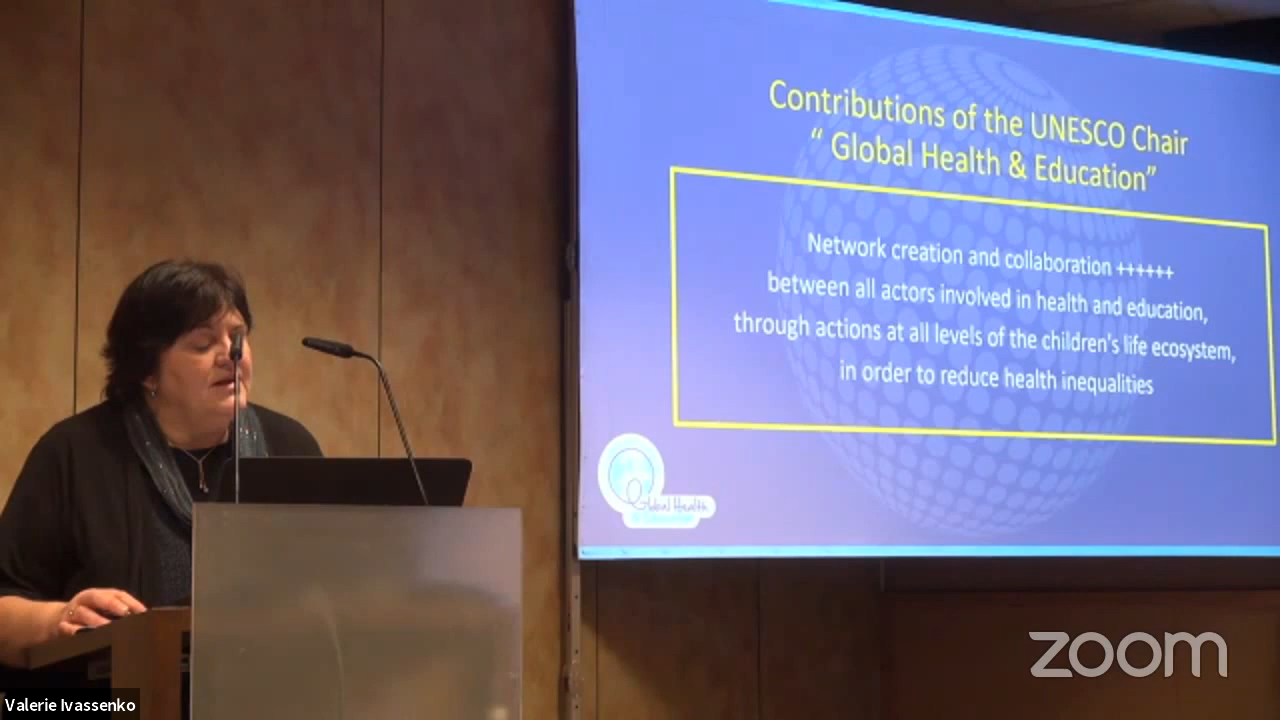 Contributions of the UNESCO Chair
“ Global Health & Education”
Network creation and collaboration ++++++
between all actors involved in health and education,
through actions at all levels of the children's life ecosystem,
in order to reduce health inequalities
Global Health
zoom
Valerie Ivassenko